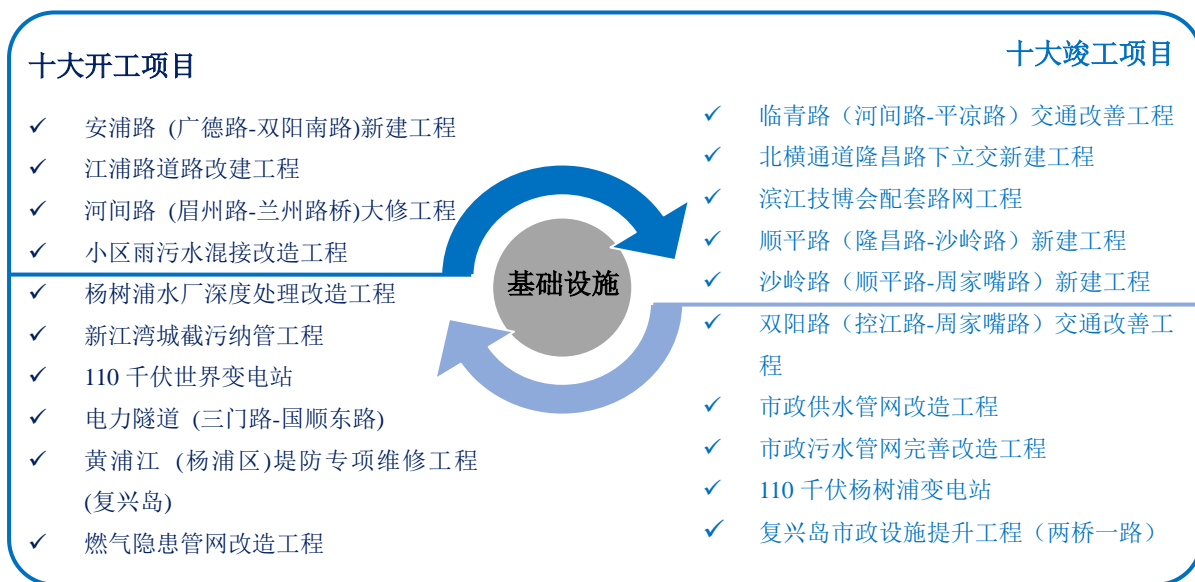 十大开工项目
✓ 安浦路 (广德路-双阳南路)新建工程
✓ 江浦路道路改建工程
✓ 河间路 (眉州路-兰州路桥)大修工程
✓ 小区雨污水混接改造工程
✓ 杨树浦水厂深度处理改造工程
✓ 新江湾城截污纳管工程
✓ 110 千伏世界变电站
✓ 电力隧道 (三门路-国顺东路)
✓ 黄浦江 (杨浦区)堤防专项维修工程
(复兴岛)
✓ 燃气隐患管网改造工程
基础设施
十大竣工项目
✓ 临青路（河间路-平凉路）交通改善工程
✓ 北横通道隆昌路下立交新建工程
✓ 滨江技博会配套路网工程
✓ 顺平路（隆昌路-沙岭路）新建工程
✓ 沙岭路（顺平路-周家嘴路）新建工程
✓ 双阳路（控江路-周家嘴路）交通改善工
程
✓ 市政供水管网改造工程
✓ 市政污水管网完善改造工程
✓ 110 千伏杨树浦变电站
✓ 复兴岛市政设施提升工程（两桥一路）